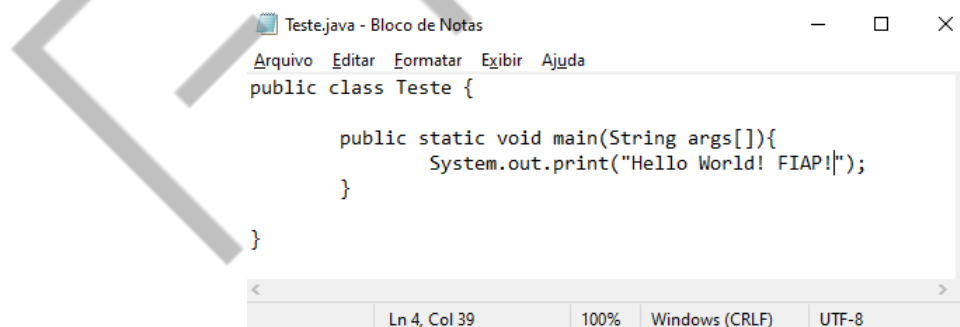 Teste.java - Bloco de Notas
Arquivo Editar Formatar Exibir Ajuda
public class Teste {
public static void main(String args[]){
System.out.print("Hello World! FIAP!");
}
}
Ln 4, Col 39 100% Windows (CRLF) UTF-8